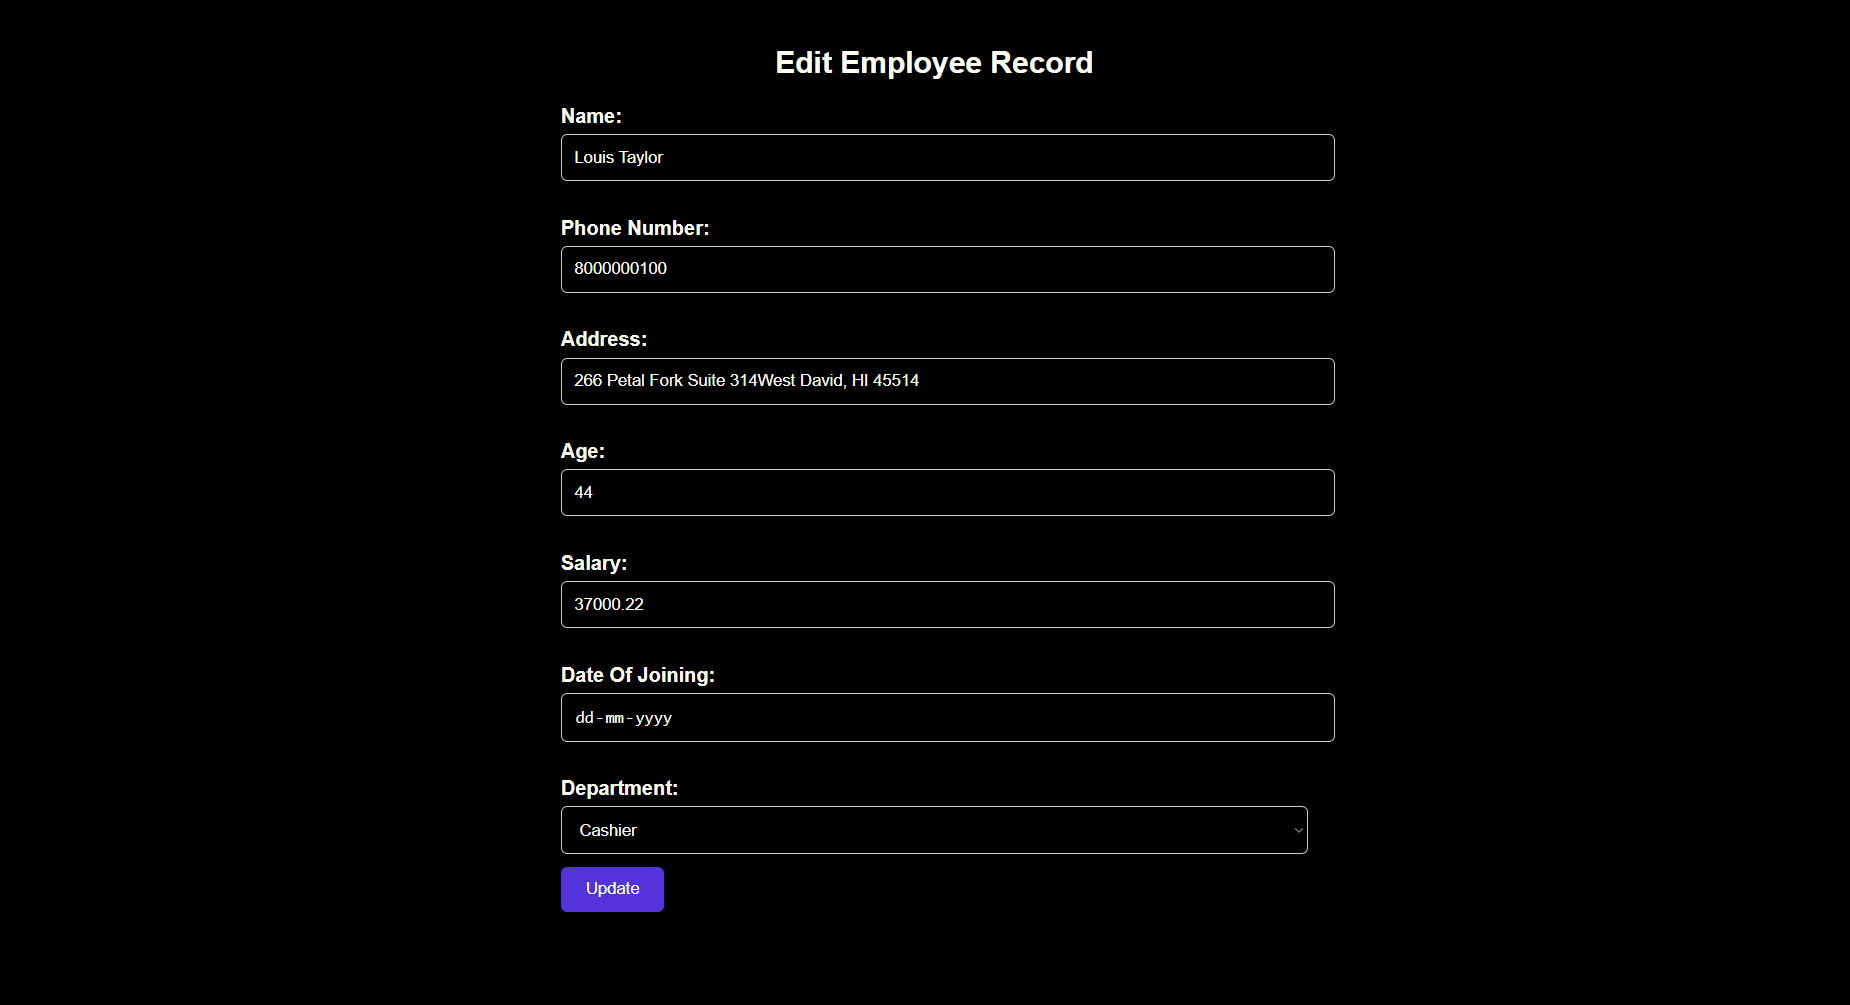 Edit Employee Record
Name:
Louis Taylor
Phone Number:
8000000100
Address:
266 Petal Fork Suite 314West David, HI 45514
Age:
44
Salary:
37000.22
Date Of Joining:
dd-mm-yyyy
Department:
Cashier
Update